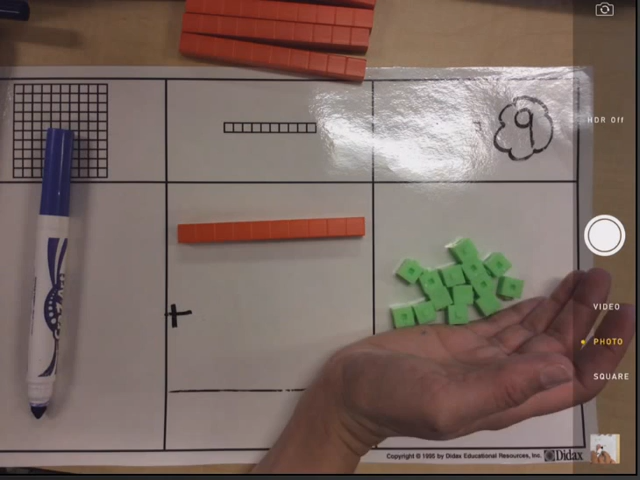 9
HDR Off
+
VIDEO
PHOTO
SQUARE
Copyright © 1995 by Didax Educational Resources, Inc. Didax